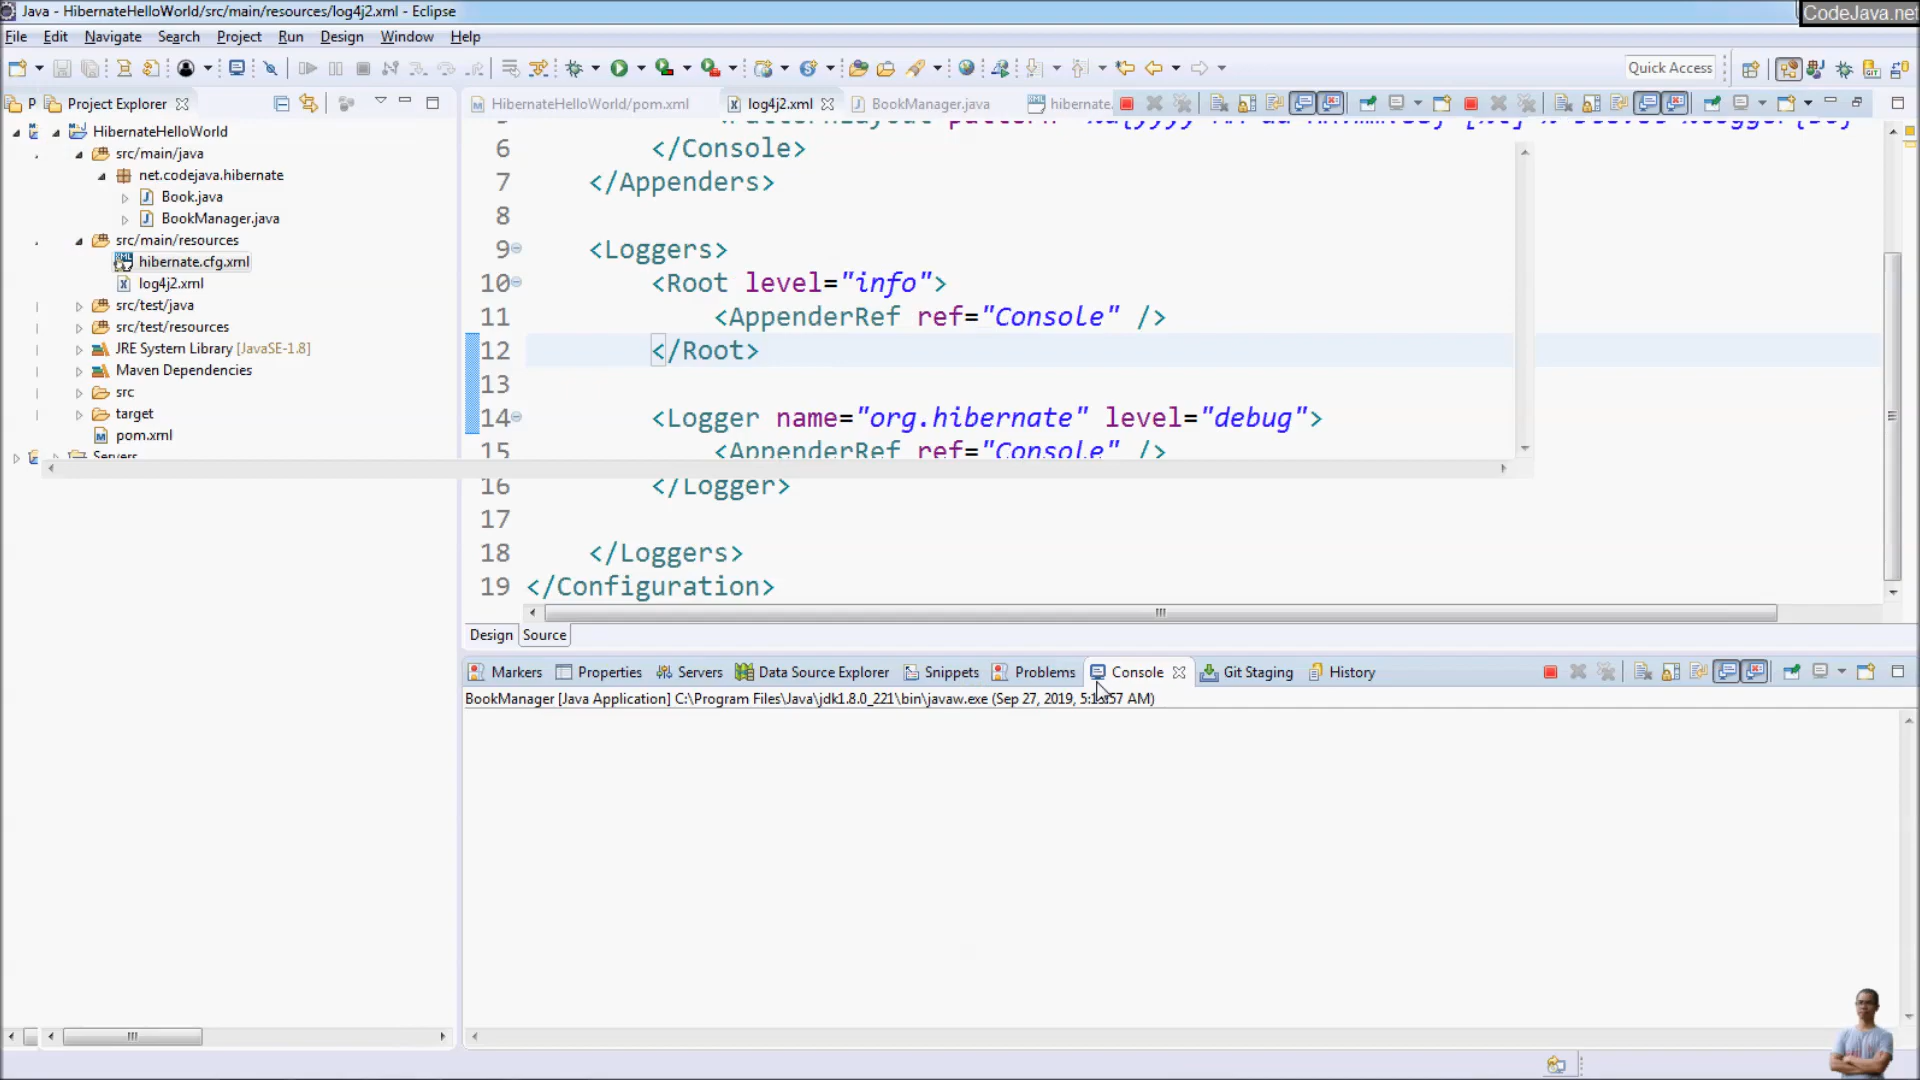 Java - HibernateHelloWorld/src/main/resources/log4j2.xml - Eclipse
CodeJava.net
File Edit Navigate Search Project Run Design Window Help
Quick Access
P Project Explorer
HibernateHelloWorld/pom.xml log4j2.xml BookManager.java hibernate.
HibernateHelloWorld
src/main/java
net.codejava.hibernate
Book.java
BookManager.java
src/main/resources
hibernate.cfg.xml
log4j2.xml
src/test/java
src/test/resources
JRE System Library [JavaSE-1.8]
Maven Dependencies
src
target
pom.xml
Servers
6 </Console>
7 </Appenders>
8
9 <Loggers>
10 <Root level="info">
11 <AppenderRef ref="Console" />
12 </Root>
13
14 <Logger name="org.hibernate" level="debug">
15 <AppenderRef ref="Console" />
16 </Logger>
17
18 </Loggers>
19 </Configuration>
Design Source
Markers Properties Servers Data Source Explorer Snippets Problems Console Git Staging History
BookManager [Java Application] C:\Program Files\Java\jdk1.8.0_221\bin\javaw.exe (Sep 27, 2019, AM)